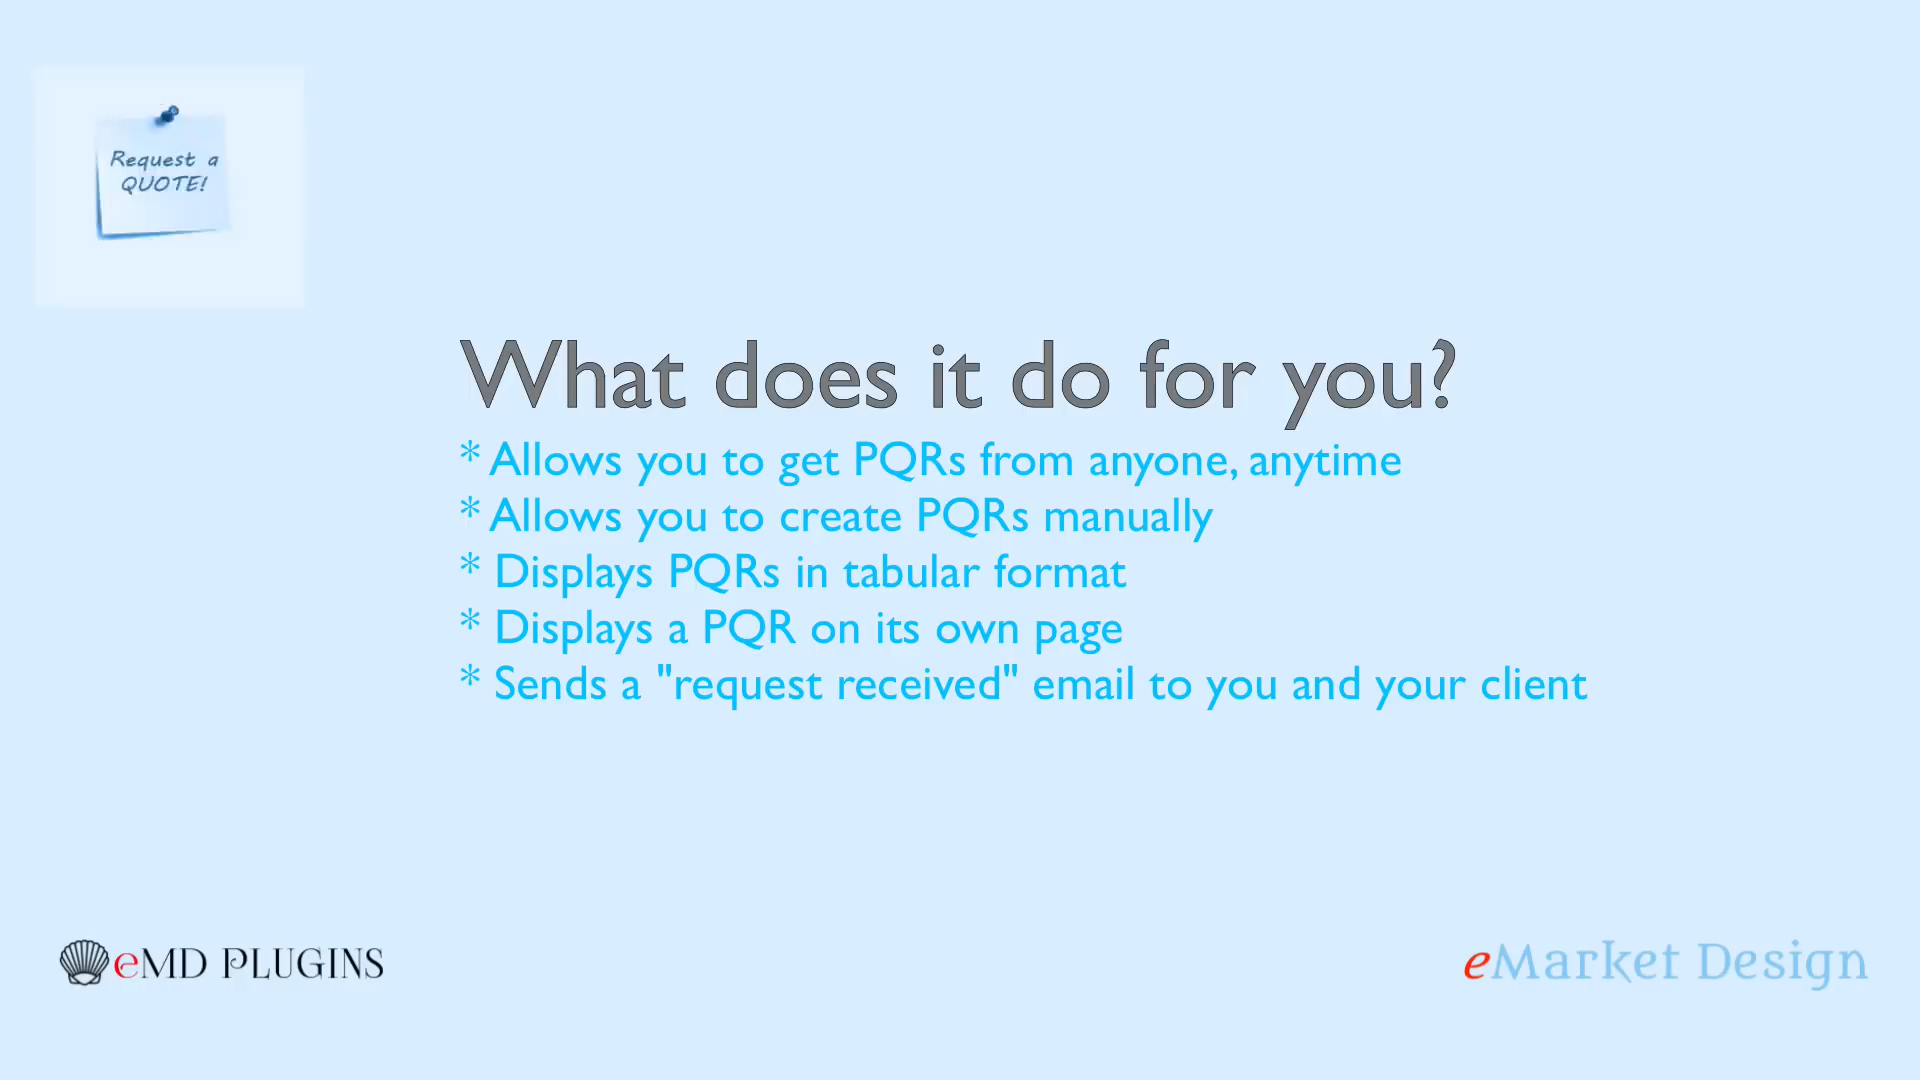 Request a
QUOTE!
What does it do for you?
* Allows you to get PQRs from anyone, anytime
* Allows you to create PQRs manually
* Displays PQRs in tabular format
* Displays a PQR on its own page
* Sends a "request received" email to you and your client
eMD PLUGINS
eMarket Design